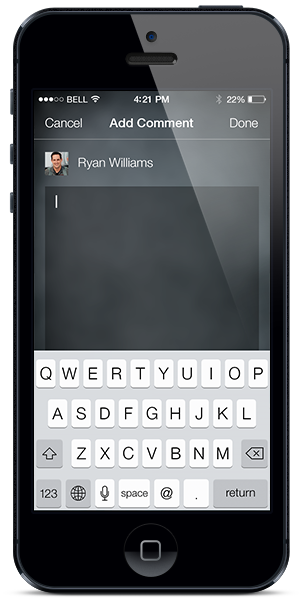 BELL 4:21 PM 22%
Cancel Add Comment Done
Ryan Williams
Q W E R T Y U I O P
A S D F G H J K L
Z X C V B N M
123 space @ . return